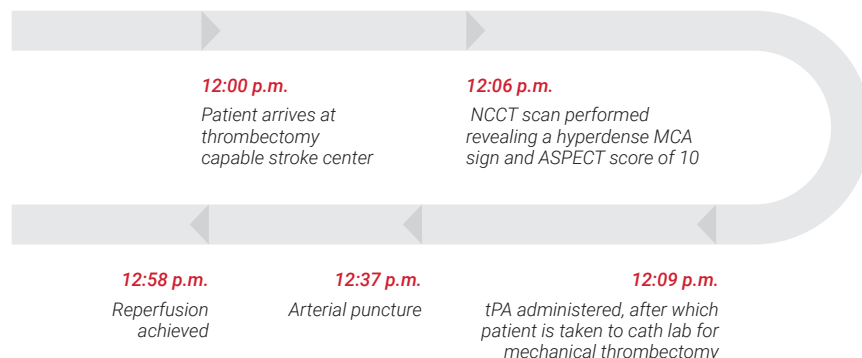 12:00 p.m.
Patient arrives at
thrombectomy
capable stroke center
12:06 p.m.
NCCT scan performed
revealing a hyperdense MCA
sign and ASPECT score of 10
12:09 p.m.
tPA administered, after which
patient is taken to cath lab for
mechanical thrombectomy
12:37 p.m.
Arterial puncture
12:58 p.m.
Reperfusion
achieved